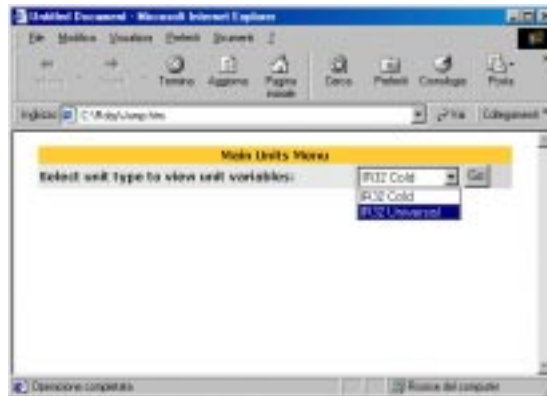 Untitled Document - Microsoft Internet Explorer
File Modifica Visualizza Preferiti Strumenti ?
Termina Aggiorna Pagina iniziale Cerca Preferiti Cronologia Posta
Indirizzo C:\Roby\Jump.htm Vai Collegamenti
Main Units Menu
Select unit type to view unit variables: IR32 Cold Go
IR32 Cold
IR32 Universal
Operazione completata Risorse del computer